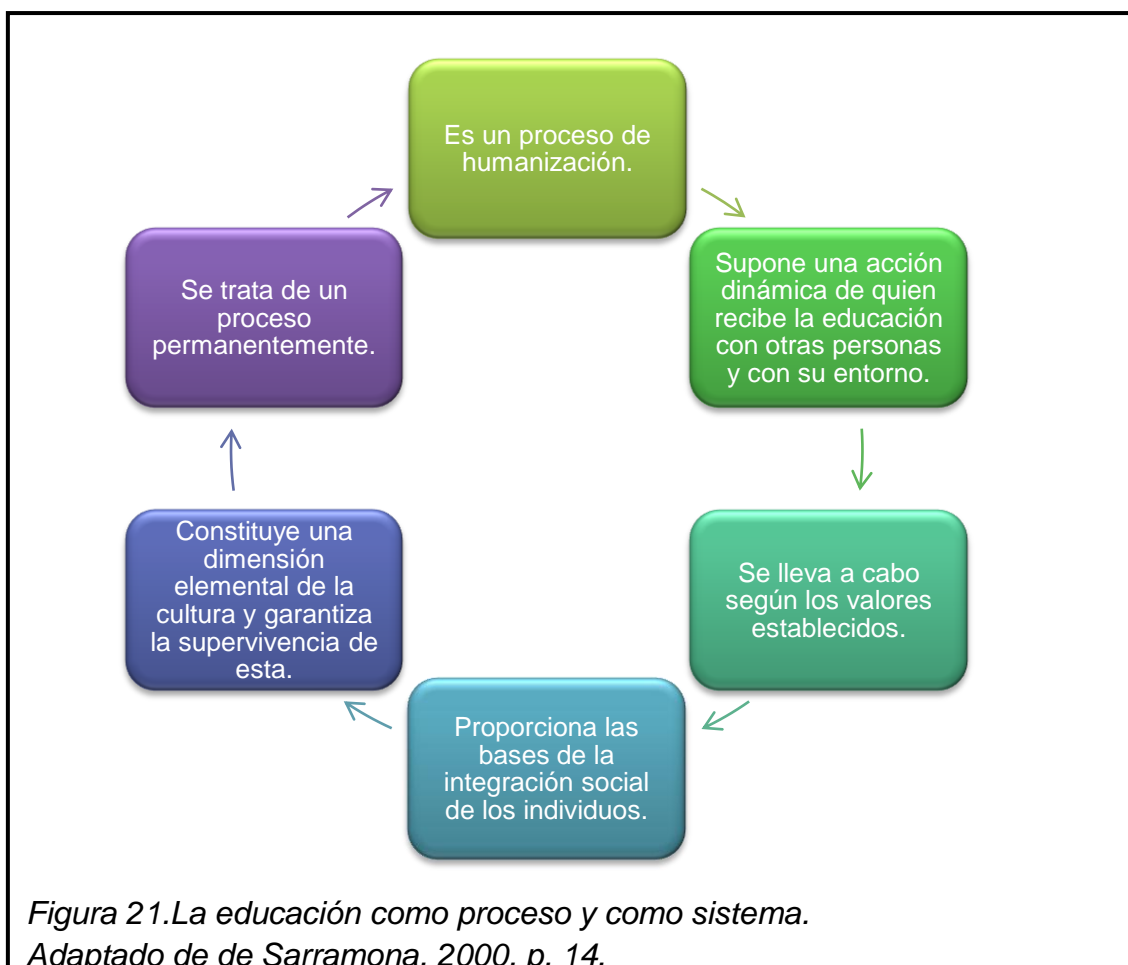 Es un proceso de
humanización.
Supone una acción
dinámica de quien
recibe la educación
con otras personas
y con su entorno.
Se lleva a cabo
según los valores
establecidos.
Proporciona las
bases de la
integración social
de los individuos.
Constituye una
dimensión
elemental de la
cultura y garantiza
la supervivencia de
esta.
Se trata de un
proceso
permanentemente.
Figura 21.La educación como proceso y como sistema.
Adaptado de de Sarramona, 2000, p. 14.